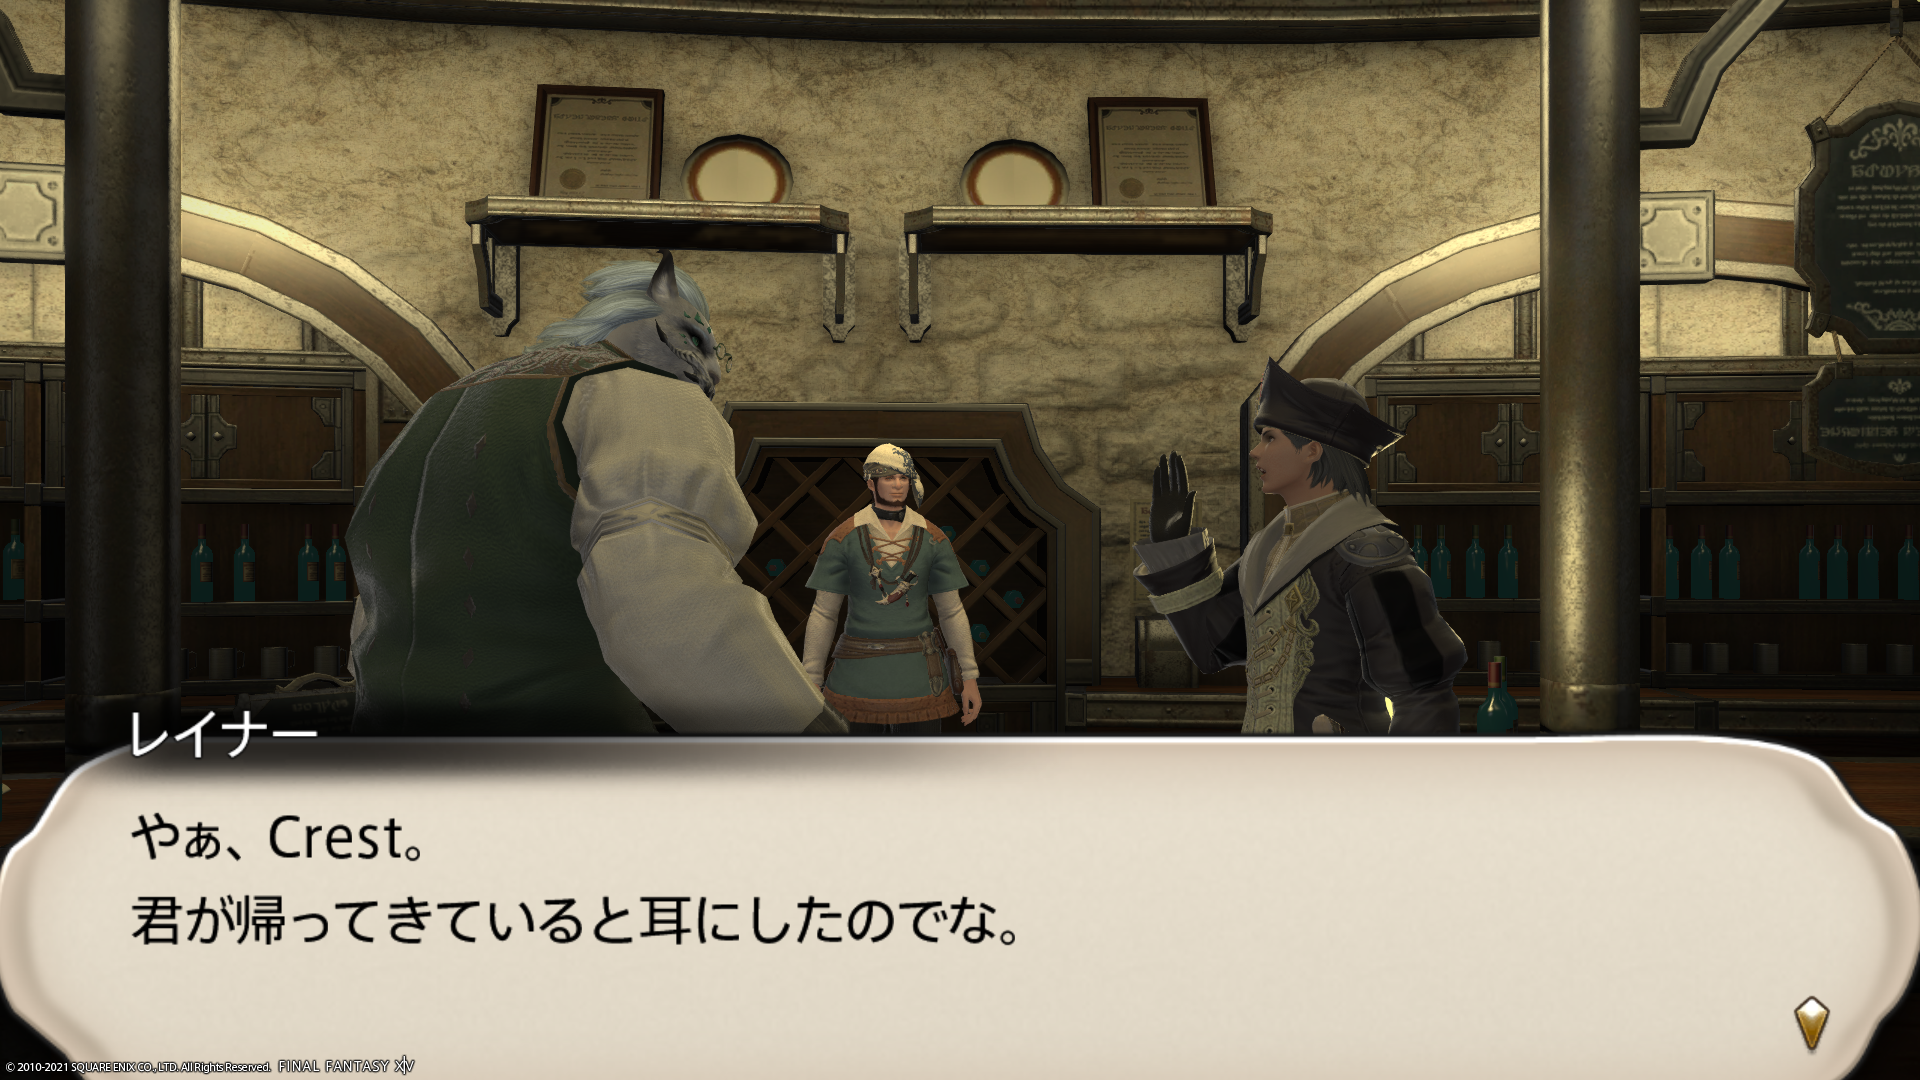 レイナー
やぁ、Crest。
君が帰ってきていると耳にしたのでな。
© 2010-2021 SQUARE ENIX CO., LTD. All Rights Reserved. FINAL FANTASY XIV